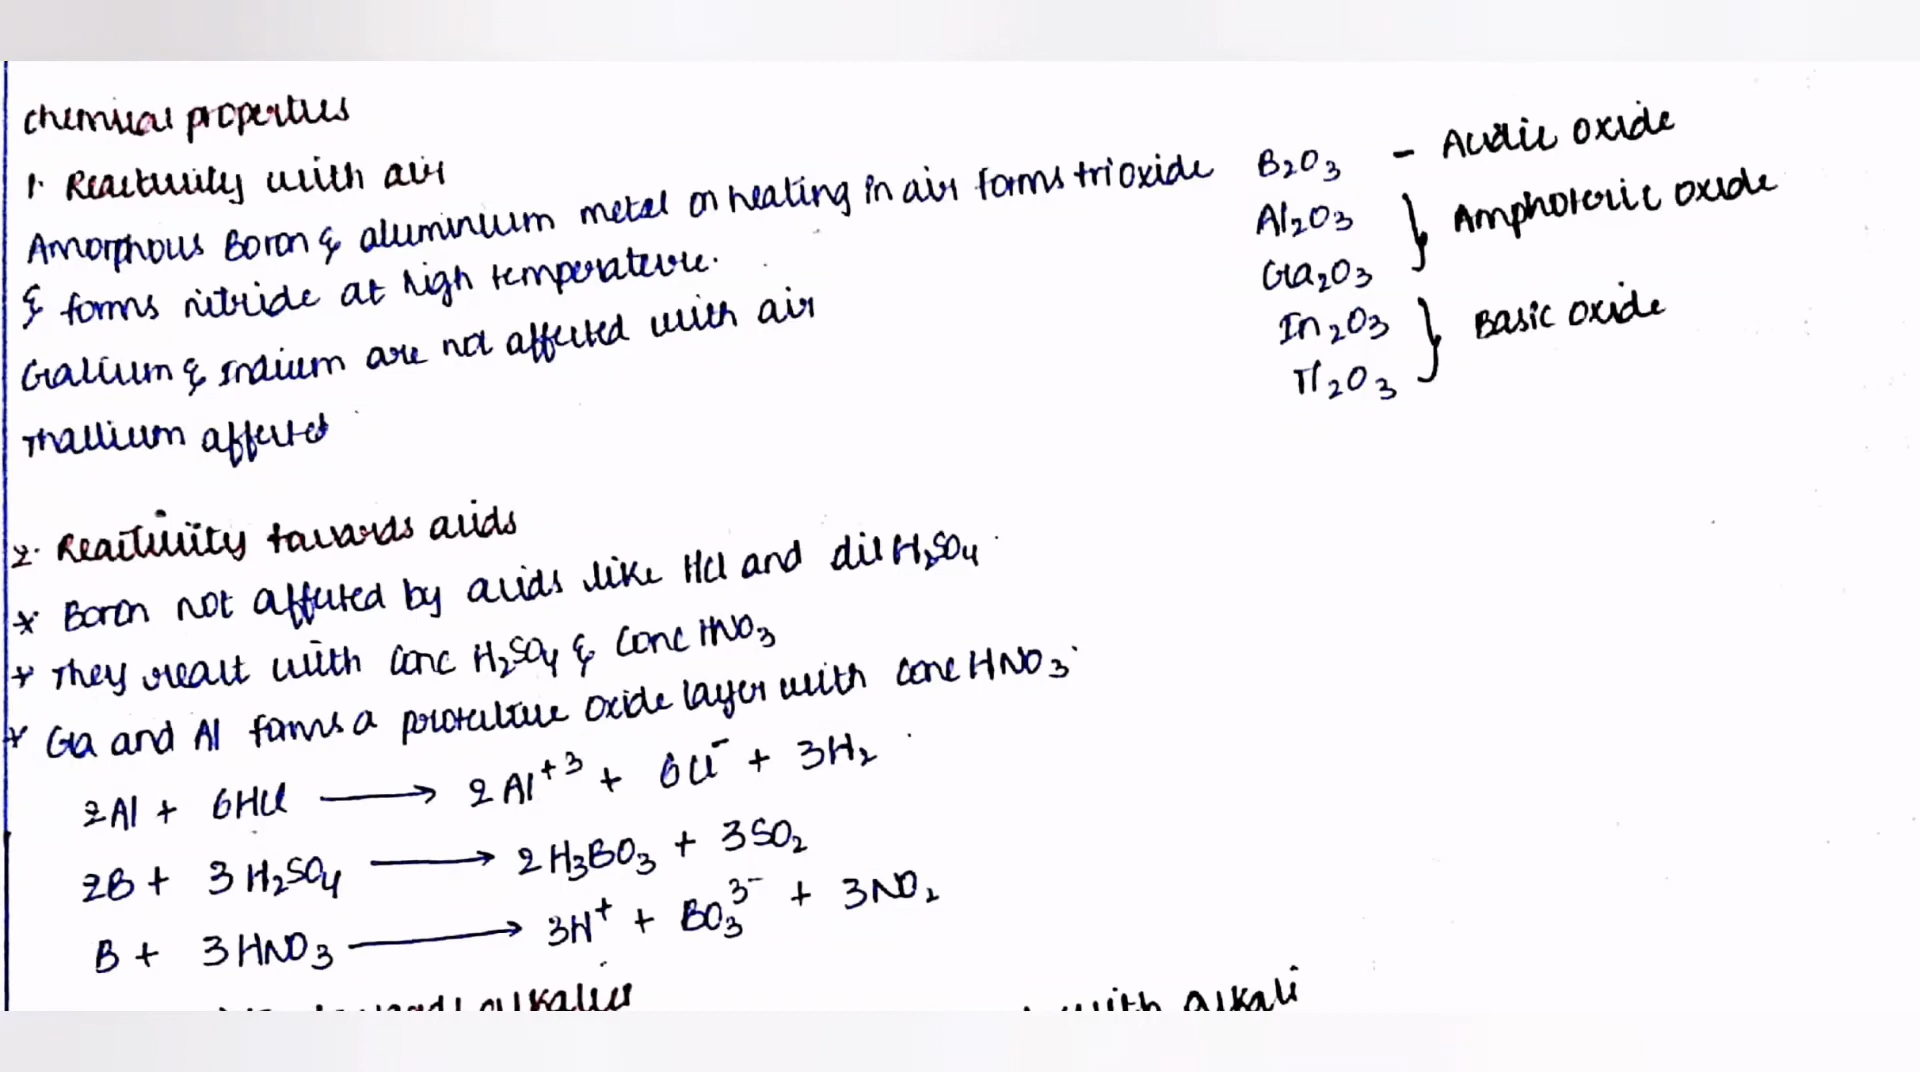 Chemical properties
1. Reactivity with air
Amorphous Boron & aluminium metal on heating in air forms trioxide
& forms nitride at high temperature.
Gallium & Indium are not affected with air
Thallium affected
B₂O₃ - Acidic oxide
Al₂O₃
Ga₂O₃ } Amphoteric oxide
In₂O₃
Tl₂O₃ } Basic oxide
2. Reactivity towards acids
* Boron not affected by acids like HCl and dil H₂SO₄
* They react with conc H₂SO₄ & conc HNO₃
* Ga and Al forms a protective oxide layer with conc HNO₃
2Al + 6HCl ⟶ 2Al⁺³ + 6Cl⁻ + 3H₂
2B + 3H₂SO₄ ⟶ 2H₃BO₃ + 3SO₂
B + 3HNO₃ ⟶ 3H⁺ + BO₃³⁻ + 3NO₂
alkalies
with alkali